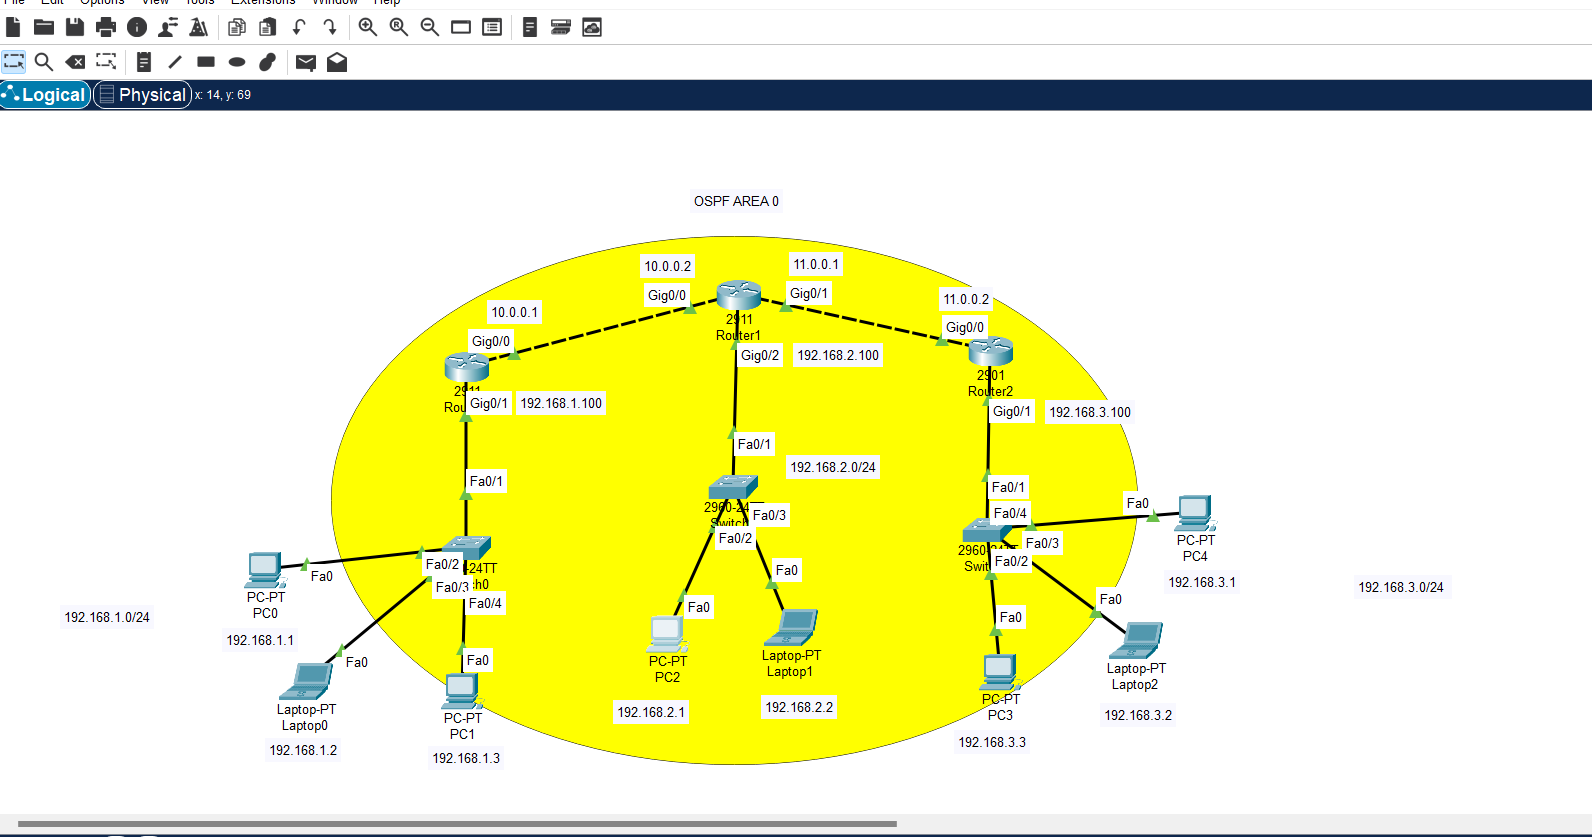 File Edit Options View Tools Extensions Window Help
Logical Physical x: 14, y: 69
OSPF AREA 0
10.0.0.2
11.0.0.1
Gig0/0
Gig0/1
10.0.0.1
11.0.0.2
2911
Router1
Gig0/0
Gig0/0
Gig0/2
192.168.2.100
2911
2901
Router2
Gig0/1
192.168.1.100
Gig0/1
192.168.3.100
Fa0/1
192.168.2.0/24
Fa0/1
Fa0/1
Fa0/3
Fa0/2
Fa0/4
Fa0
PC-PT
PC4
192.168.3.1
192.168.3.0/24
Fa0/3
Fa0/2
Fa0/2
Fa0/3
Fa0/4
Fa0
PC-PT
PC0
192.168.1.0/24
192.168.1.1
Fa0
Laptop-PT
Laptop0
192.168.1.2
Fa0
PC-PT
PC1
192.168.1.3
Fa0
PC-PT
PC2
192.168.2.1
Fa0
Laptop-PT
Laptop1
192.168.2.2
Fa0
PC-PT
PC3
192.168.3.3
Fa0
Laptop-PT
Laptop2
192.168.3.2